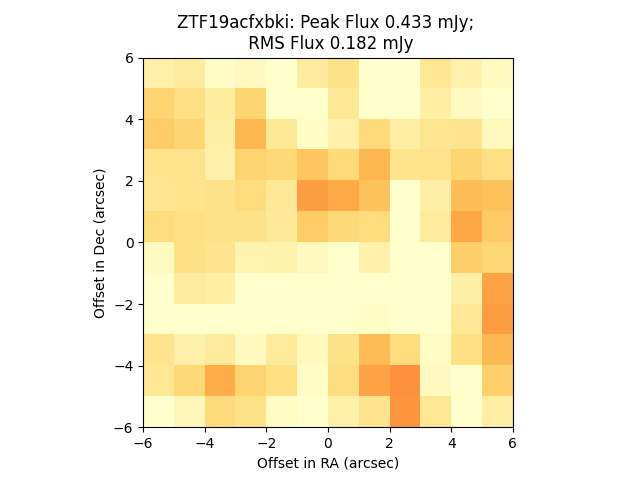 ZTF19acfxbki: Peak Flux 0.433 mJy;
RMS Flux 0.182 mJy
6
4
2
0
−2
−4
−6
Offset in Dec (arcsec)
−6 −4 −2 0 2 4 6
Offset in RA (arcsec)